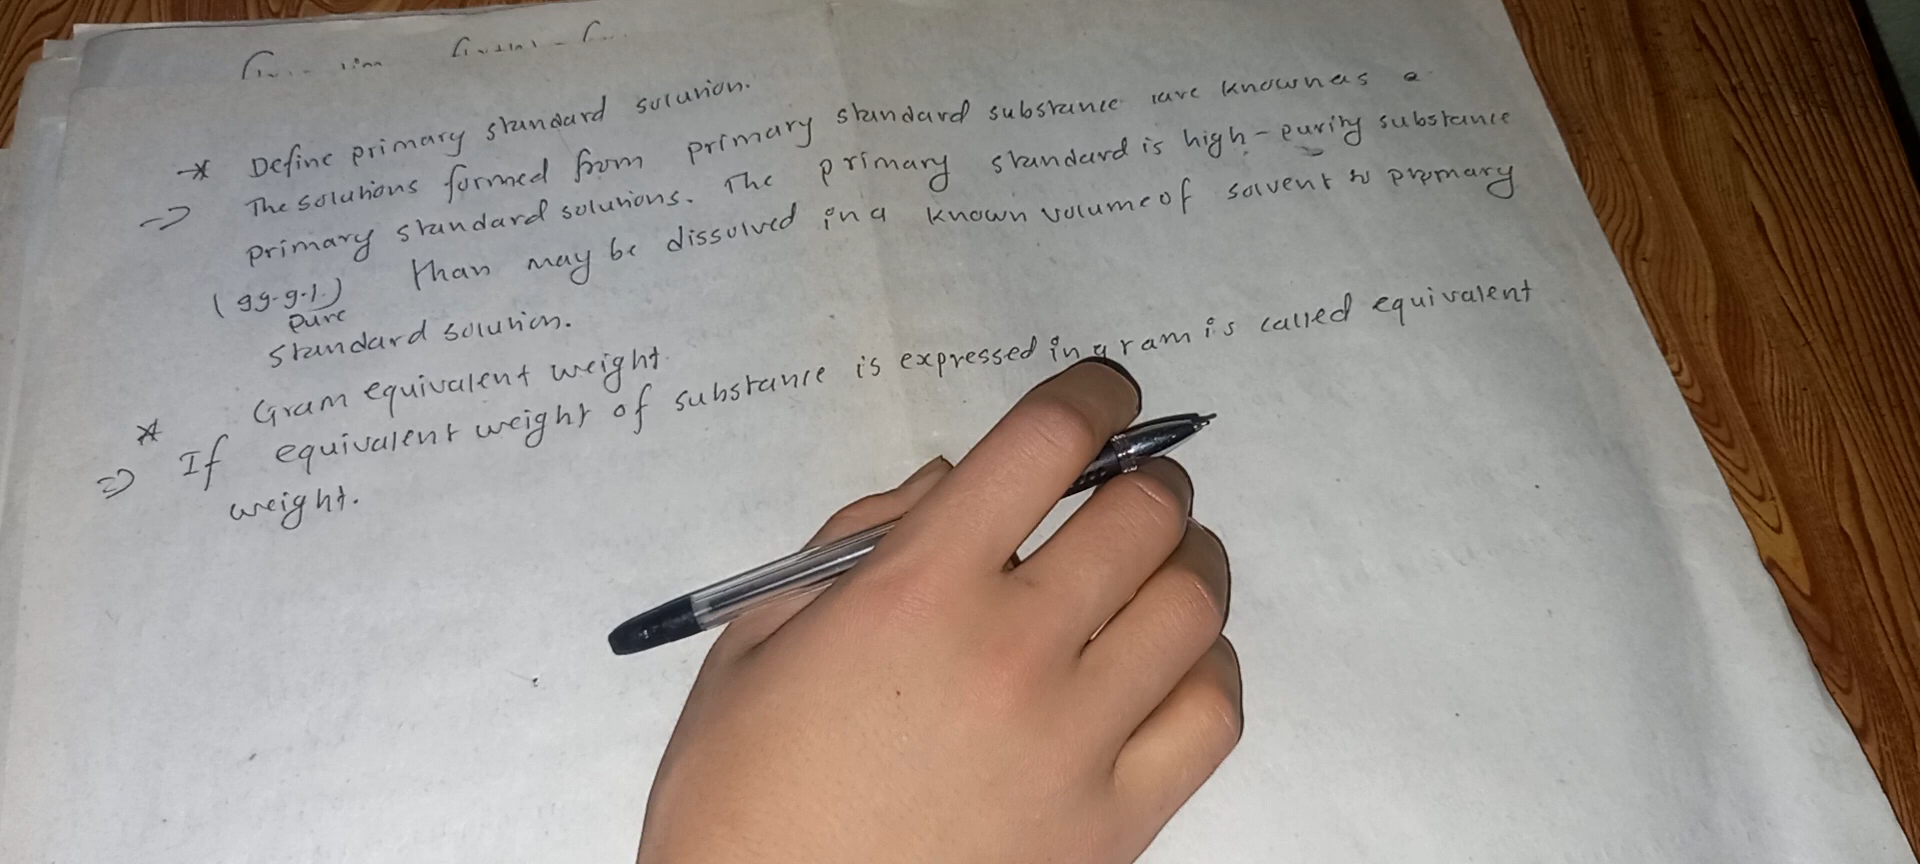 * Define primary standard solution.
=> The solutions formed from primary standard substance are known as a
primary standard solutions. The primary standard is high-purity substance
(99.9%) than may be dissolved in a known volume of solvent to primary
pure
standard solution.
* Gram equivalent weight.
=> If equivalent weight of substance is expressed in gram is called equivalent
weight.